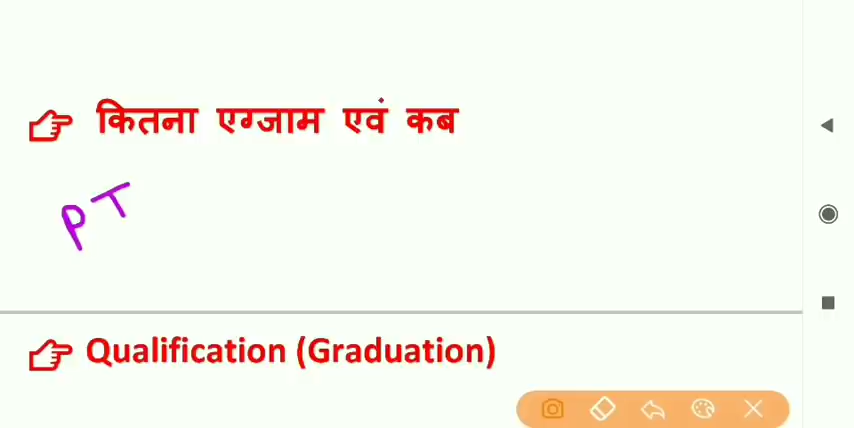 कितना एग्जाम एवं कब
PT
Qualification (Graduation)